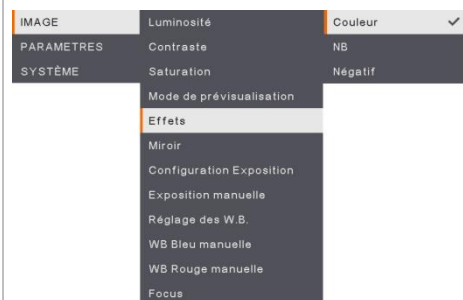 IMAGE
PARAMETRES
SYSTÈME
Luminosité
Contraste
Saturation
Mode de prévisualisation
Effets
Miroir
Configuration Exposition
Exposition manuelle
Réglage des W.B.
WB Bleu manuelle
WB Rouge manuelle
Focus
Couleur
NB
Négatif